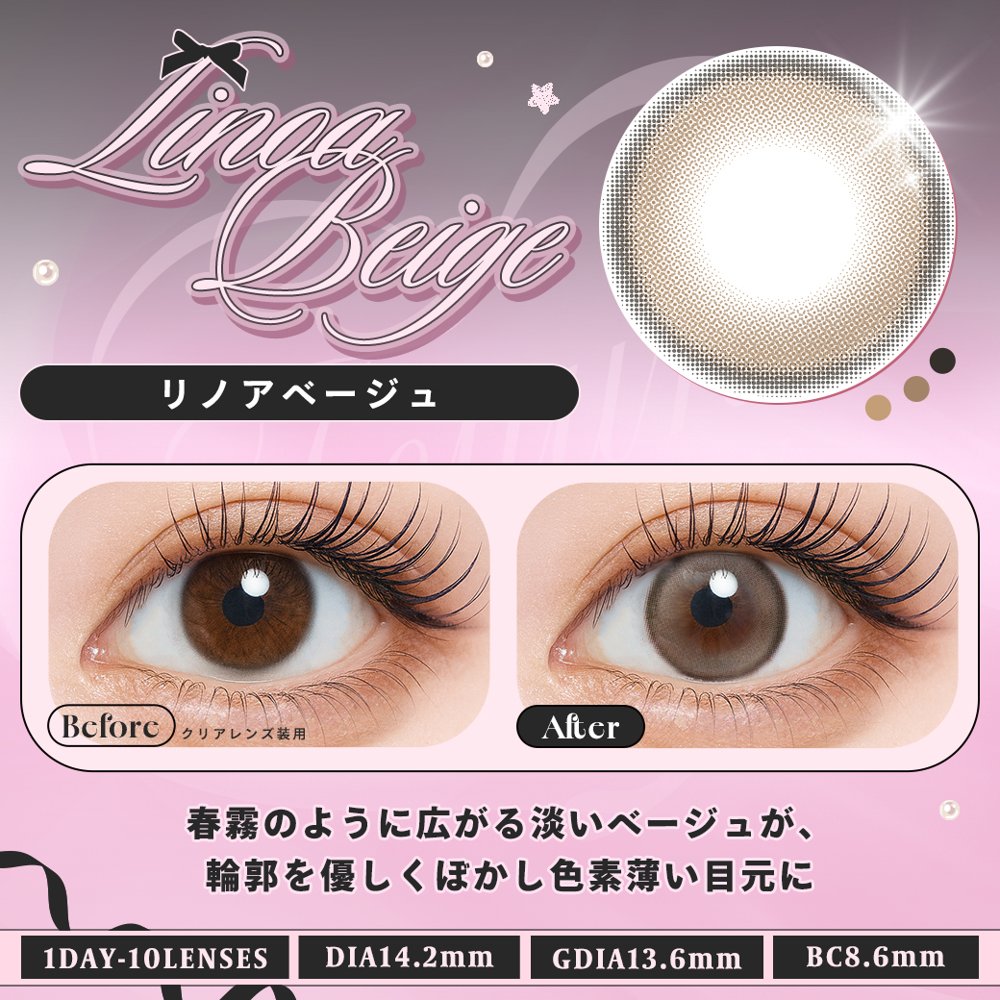 Linoa
Beige
リノアベージュ
Before クリアレンズ装用
After
春霧のように広がる淡いベージュが、
輪郭を優しくぼかし色素薄い目元に
1DAY-10LENSES
DIA14.2mm
GDIA13.6mm
BC8.6mm